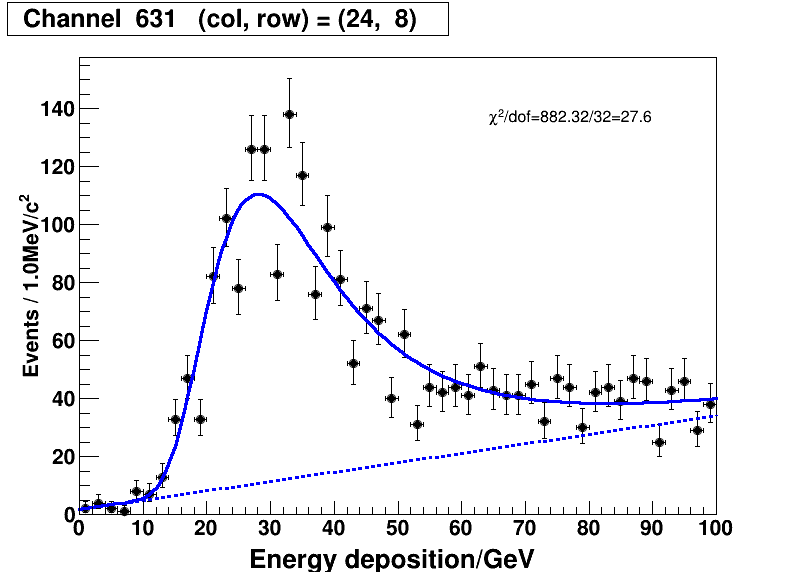 Channel  631   (col, row) = (24,  8)
χ²/dof=882.32/32=27.6
Events / 1.0MeV/c²
140
120
100
80
60
40
20
0
0 10 20 30 40 50 60 70 80 90 100
Energy deposition/GeV